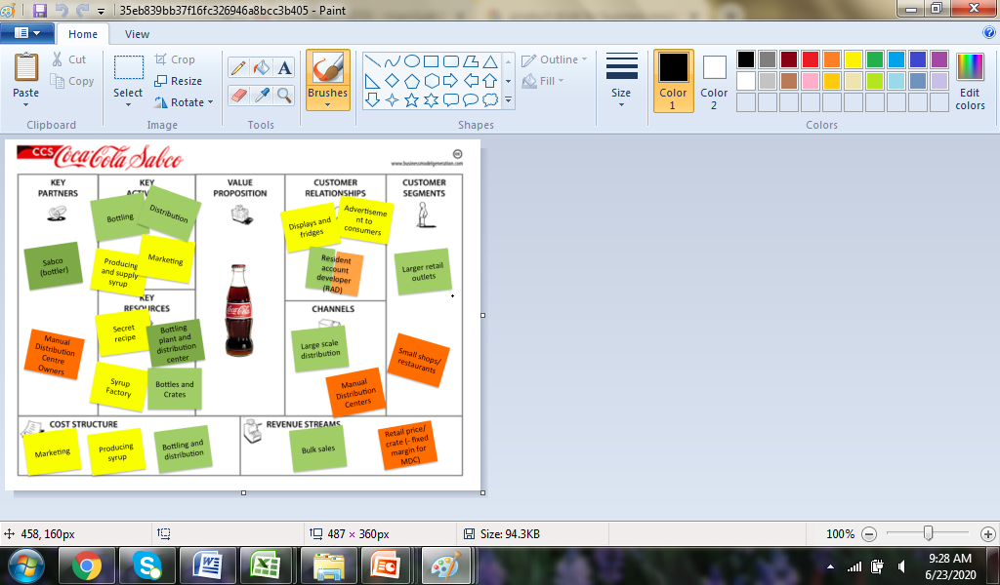 35eb839bb37f16fc326946a8bcc3b405 - Paint
Home
View
Paste
Cut
Copy
Clipboard
Select
Crop
Resize
Rotate
Image
A
Tools
Brushes
Shapes
Outline
Fill
Size
Color
1
Color
2
Colors
Edit
colors
CCS
Coca-Cola Sabco
cc
www.businessmodelgeneration.com
KEY
PARTNERS
Sabco
(bottler)
Manual
Distribution
Centre
Owners
KEY
Bottling
Distribution
Producing
and supply
syrup
Marketing
KEY
RESOURCES
Secret
recipe
Bottling
plant and
distribution
center
Syrup
Factory
Bottles and
Crates
VALUE
PROPOSITION
Coca-Cola
CUSTOMER
RELATIONSHIPS
Displays and
fridges
Advertiseme
nt to
consumers
Resident
account
developer
(RAD)
CHANNELS
Large scale
distribution
Manual
Distribution
Centers
CUSTOMER
SEGMENTS
Larger retail
outlets
Small shops/
restaurants
COST STRUCTURE
Marketing
Producing
syrup
Bottling and
distribution
REVENUE STREAMS
Bulk sales
Retail price/
crate (- fixed
margin for
MDC)
458, 160px
487 × 360px
Size: 94.3KB
100%
9:28 AM
6/23/2020